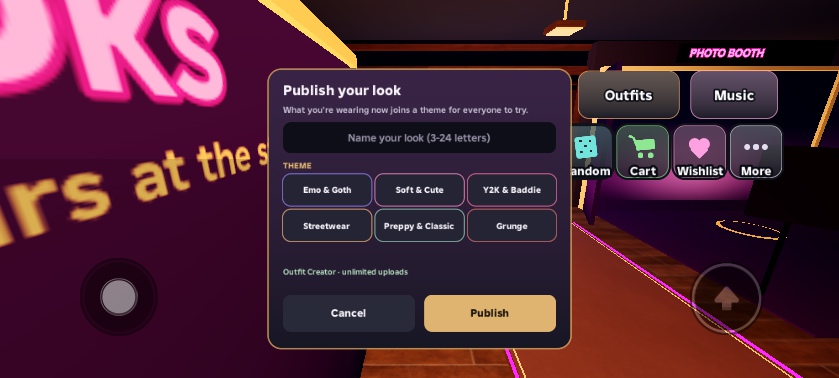 OKS
at the
PHOTO BOOTH
Outfits
Music
andom
Cart
Wishlist
More
Publish your look
What you're wearing now joins a theme for everyone to try.
Name your look (3-24 letters)
THEME
Emo & Goth
Soft & Cute
Y2K & Baddie
Streetwear
Preppy & Classic
Grunge
Outfit Creator · unlimited uploads
Cancel
Publish